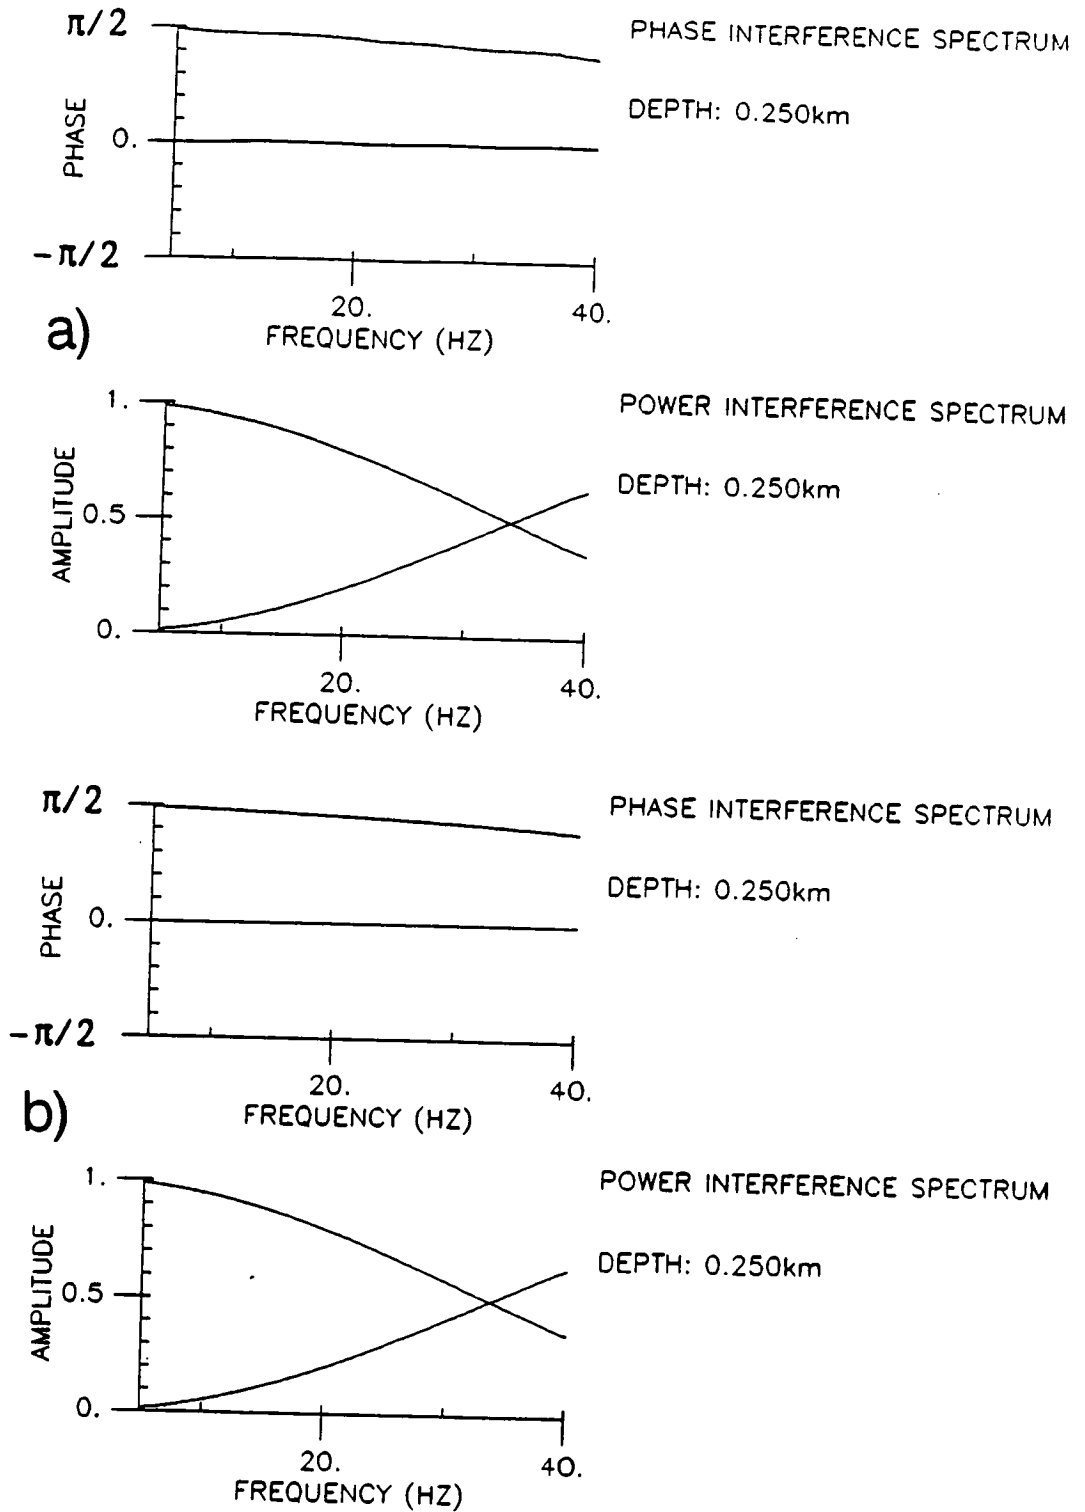 π/2
PHASE INTERFERENCE SPECTRUM
DEPTH: 0.250km
PHASE
0.
-π/2
20.
40.
FREQUENCY (HZ)
a)
1.
POWER INTERFERENCE SPECTRUM
DEPTH: 0.250km
AMPLITUDE
0.5
0.
20.
40.
FREQUENCY (HZ)
π/2
PHASE INTERFERENCE SPECTRUM
DEPTH: 0.250km
PHASE
0.
-π/2
20.
40.
FREQUENCY (HZ)
b)
1.
POWER INTERFERENCE SPECTRUM
DEPTH: 0.250km
AMPLITUDE
0.5
0.
20.
40.
FREQUENCY (HZ)